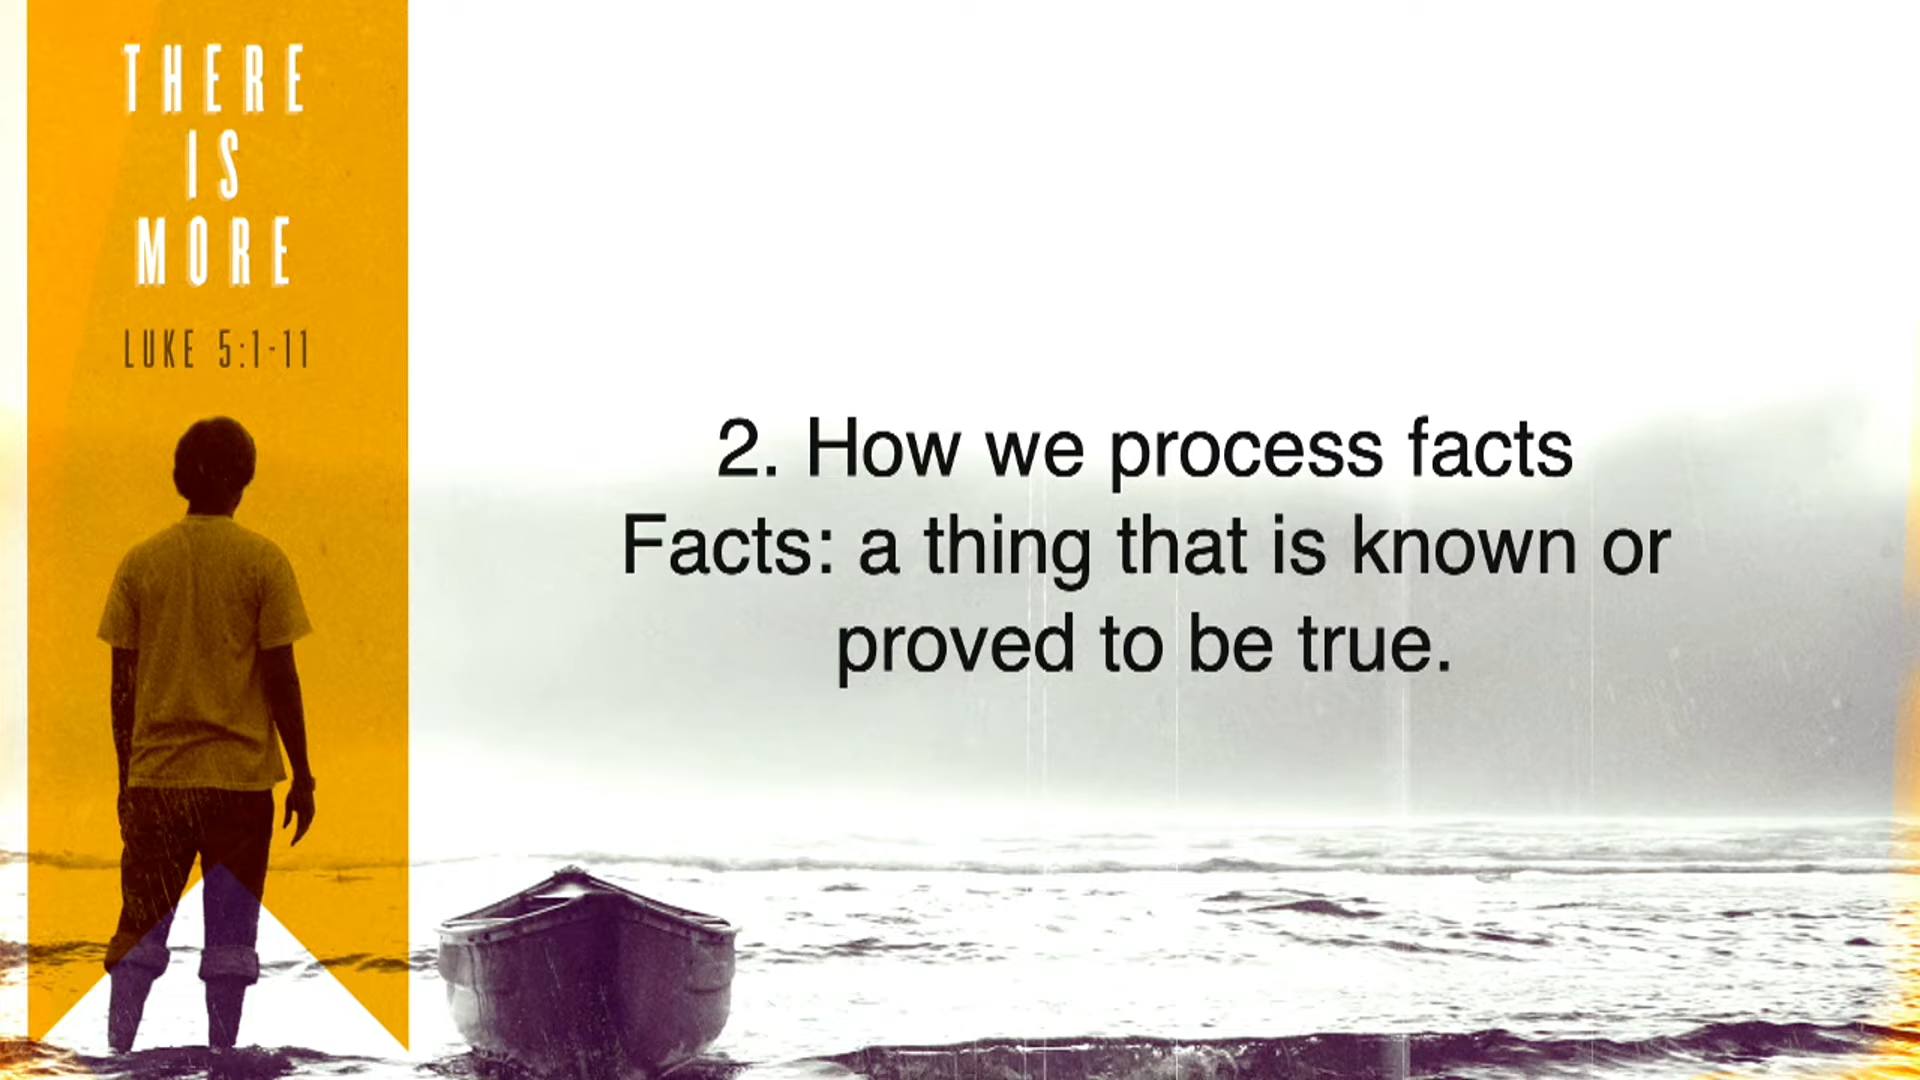 THERE
IS
MORE
LUKE 5:1-11
2. How we process facts
Facts: a thing that is known or
proved to be true.